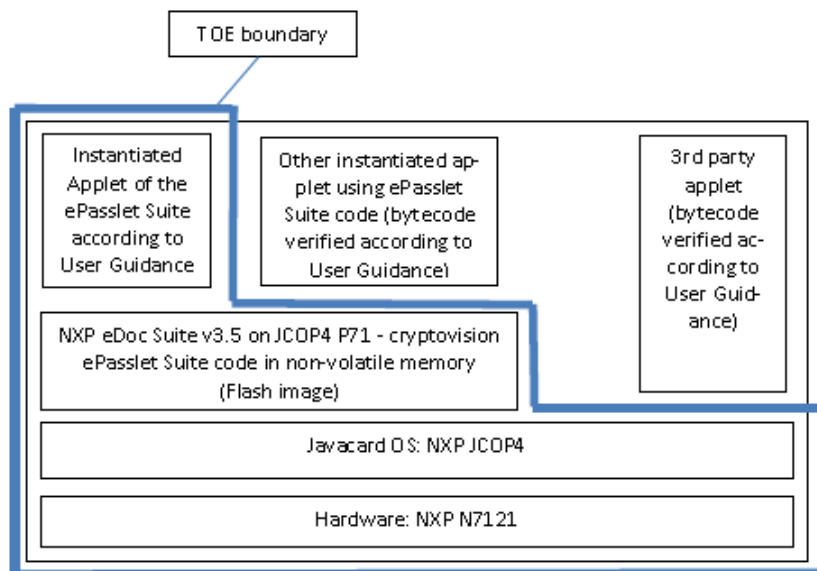 TOE boundary
Instantiated
Applet of the
ePasslet Suite
according to
User Guidance
Other instantiated ap-
plet using ePasslet
Suite code (bytecode
verified according to
User Guidance)
3rd party
applet
(bytecode
verified ac-
cording to
User Guid-
ance)
NXP eDoc Suite v3.5 on JCOP4 P71 - cryptovision
ePasslet Suite code in non-volatile memory
(Flash image)
Javacard OS: NXP JCOP4
Hardware: NXP N7121